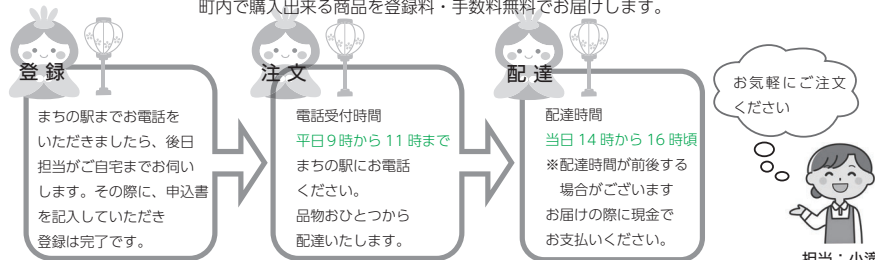 町内で購入出来る商品を登録料・手数料無料でお届けします。
登 録
まちの駅までお電話を
いただきましたら、後日
担当がご自宅までお伺い
します。その際に、申込書
を記入していただき
登録は完了です。
注 文
電話受付時間
平日９時から 11 時まで
まちの駅にお電話
ください。
品物おひとつから
配達いたします。
配 達
配達時間
当日 14 時から 16 時頃
※配達時間が前後する
場合がございます
お届けの際に現金で
お支払いください。
お気軽にご注文
ください
担当：小